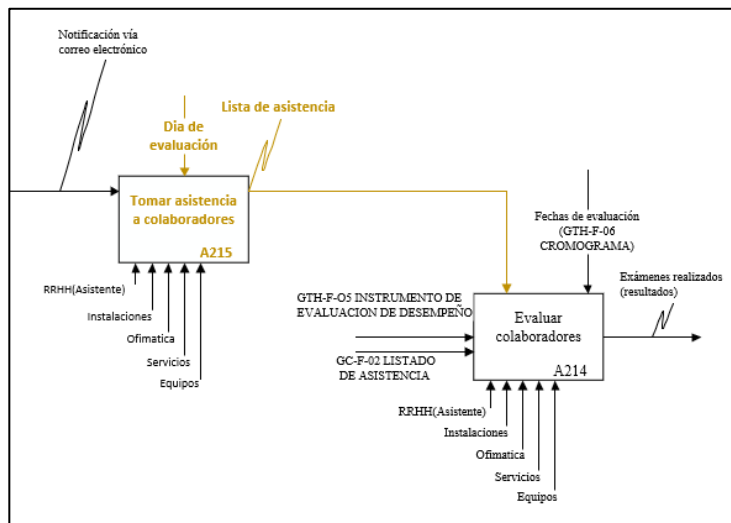 Notificación vía
correo electrónico
Lista de asistencia
Dia de
evaluación
Tomar asistencia
a colaboradores
A215
RRHH(Asistente)
Instalaciones
Ofimatica
Servicios
Equipos
Fechas de evaluación
(GTH-F-06
CROMOGRAMA)
Exámenes realizados
(resultados)
GTH-F-O5 INSTRUMENTO DE
EVALUACION DE DESEMPEÑO
GC-F-02 LISTADO
DE ASISTENCIA
Evaluar
colaboradores
A214
RRHH(Asistente)
Instalaciones
Ofimatica
Servicios
Equipos